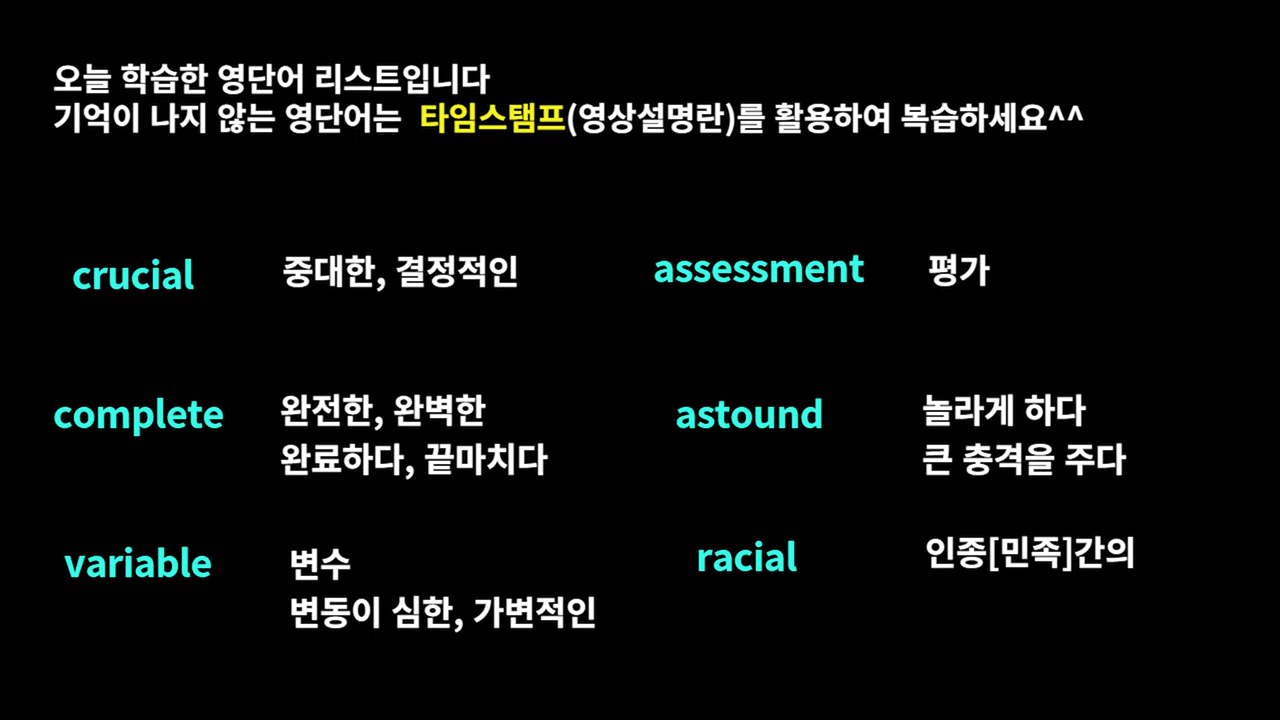 오늘 학습한 영단어 리스트입니다
기억이 나지 않는 영단어는 타임스탬프(영상설명란)를 활용하여 복습하세요^^
crucial 중대한, 결정적인
assessment 평가
complete 완전한, 완벽한
완료하다, 끝마치다
astound 놀라게 하다
큰 충격을 주다
variable 변수
변동이 심한, 가변적인
racial 인종[민족]간의